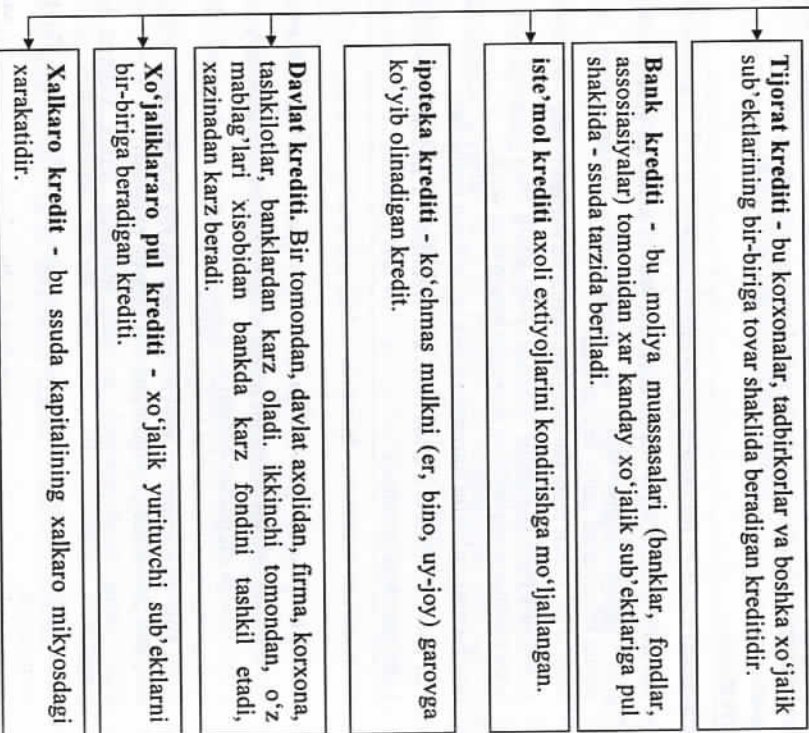 Tijorat krediti - bu korxonalar, tadbirkorlar va boshka xo‘jalik
sub’ektlarining bir-biriga tovar shaklida beradigan kreditidir.
Bank krediti - bu moliya muassasalari (banklar, fondlar,
assosiasiyalar) tomonidan xar kanday xo‘jalik sub’ektlariga pul
shaklida - ssuda tarzida beriladi.
iste’mol krediti axoli extiyojlarini kondirishga mo‘ljallangan.
ipoteka krediti - ko‘chmas mulkni (er, bino, uy-joy) garovga
ko‘yib olinadigan kredit.
Davlat krediti. Bir tomondan, davlat axolidan, firma, korxona,
tashkilotlar, banklardan karz oladi. ikkinchi tomondan, o‘z
mablag’lari xisobidan bankda karz fondini tashkil etadi,
xazinadan karz beradi.
Xo‘jaliklararo pul krediti - xo‘jalik yurituvchi sub’ektlarni
bir-biriga beradigan krediti.
Xalkaro kredit - bu ssuda kapitalining xalkaro mikyosdagi
xarakatidir.